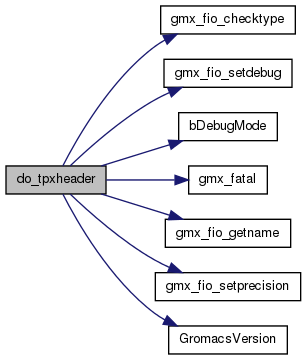 gmx_fio_checktype
gmx_fio_setdebug
bDebugMode
do_tpxheader
gmx_fatal
gmx_fio_getname
gmx_fio_setprecision
GromacsVersion